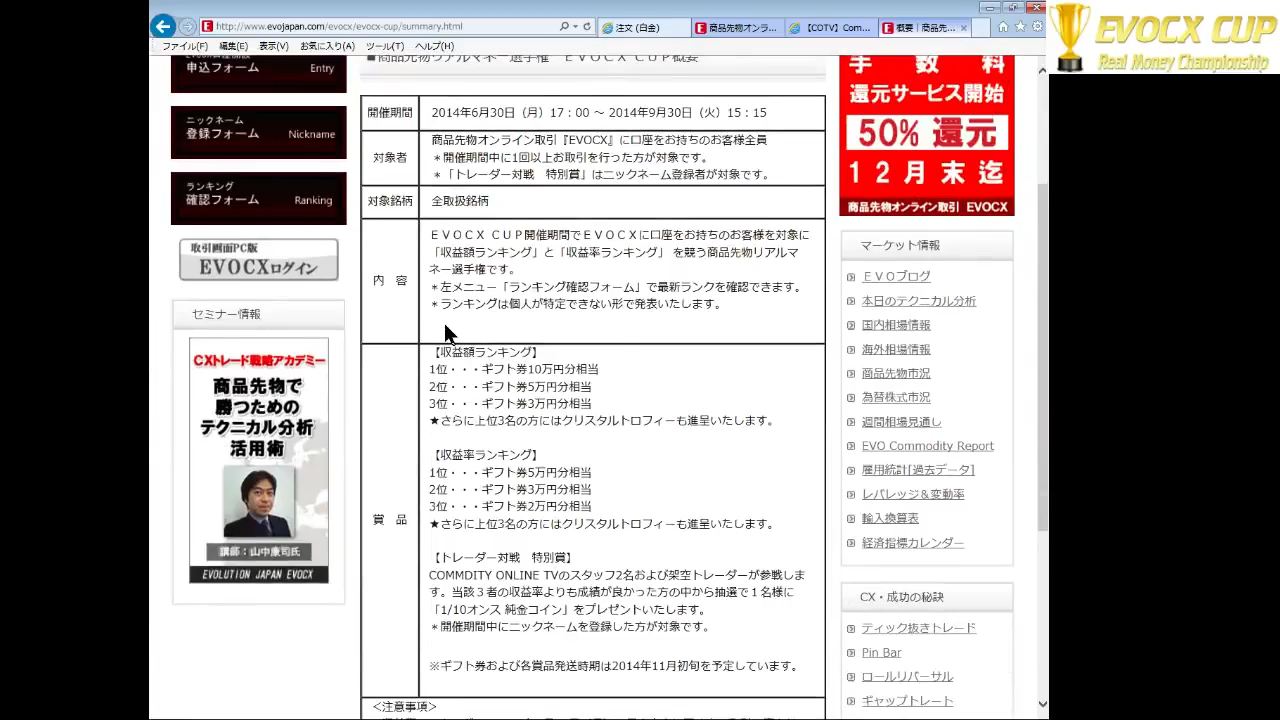 http://www.evojapan.com/evocx/evocx-cup/summary.html
注文 (白金)
商品先物オンラ...
【COTV】Com...
概要｜商品先...
ファイル(F) 編集(E) 表示(V) お気に入り(A) ツール(T) ヘルプ(H)
EVOCX CUP
Real Money Championship
申込フォーム Entry
ニックネーム
登録フォーム Nickname
ランキング
確認フォーム Ranking
取引画面PC版
EVOCXログイン
セミナー情報
CXトレード戦略アカデミー
商品先物で
勝つための
テクニカル分析
活用術
講師：山中康司氏
EVOLUTION JAPAN EVOCX
■商品先物リアルマネー選手権　ＥＶＯＣＸ ＣＵＰ概要
開催期間 2014年6月30日（月）17：00 ～ 2014年9月30日（火）15：15
対象者
商品先物オンライン取引『EVOCX』に口座をお持ちのお客様全員
＊開催期間中に1回以上お取引を行った方が対象です。
＊「トレーダー対戦　特別賞」はニックネーム登録者が対象です。
対象銘柄 全取扱銘柄
内　容
ＥＶＯＣＸ ＣＵＰ開催期間でＥＶＯＣＸに口座をお持ちのお客様を対象に
「収益額ランキング」と「収益率ランキング」 を競う商品先物リアルマ
ネー選手権です。
＊左メニュー「ランキング確認フォーム」で最新ランクを確認できます。
＊ランキングは個人が特定できない形で発表いたします。
賞　品
【収益額ランキング】
1位・・・ギフト券10万円分相当
2位・・・ギフト券5万円分相当
3位・・・ギフト券3万円分相当
★さらに上位3名の方にはクリスタルトロフィーも進呈いたします。
【収益率ランキング】
1位・・・ギフト券5万円分相当
2位・・・ギフト券3万円分相当
3位・・・ギフト券2万円分相当
★さらに上位3名の方にはクリスタルトロフィーも進呈いたします。
【トレーダー対戦　特別賞】
COMMDITY ONLINE TVのスタッフ2名および架空トレーダーが参戦しま
す。当該３者の収益率よりも成績が良かった方の中から抽選で１名様に
「1/10オンス 純金コイン」をプレゼントいたします。
＊開催期間中にニックネームを登録した方が対象です。
※ギフト券および各賞品発送時期は2014年11月初旬を予定しています。
＜注意事項＞
手　数　料
還元サービス開始
50% 還元
１２月末迄
商品先物オンライン取引 EVOCX
マーケット情報
ＥＶＯブログ
本日のテクニカル分析
国内相場情報
海外相場情報
商品先物市況
為替株式市況
週間相場見通し
EVO Commodity Report
雇用統計[過去データ]
レバレッジ＆変動率
輸入換算表
経済指標カレンダー
CX・成功の秘訣
ティック抜きトレード
Pin Bar
ロールリバーサル
ギャップトレード